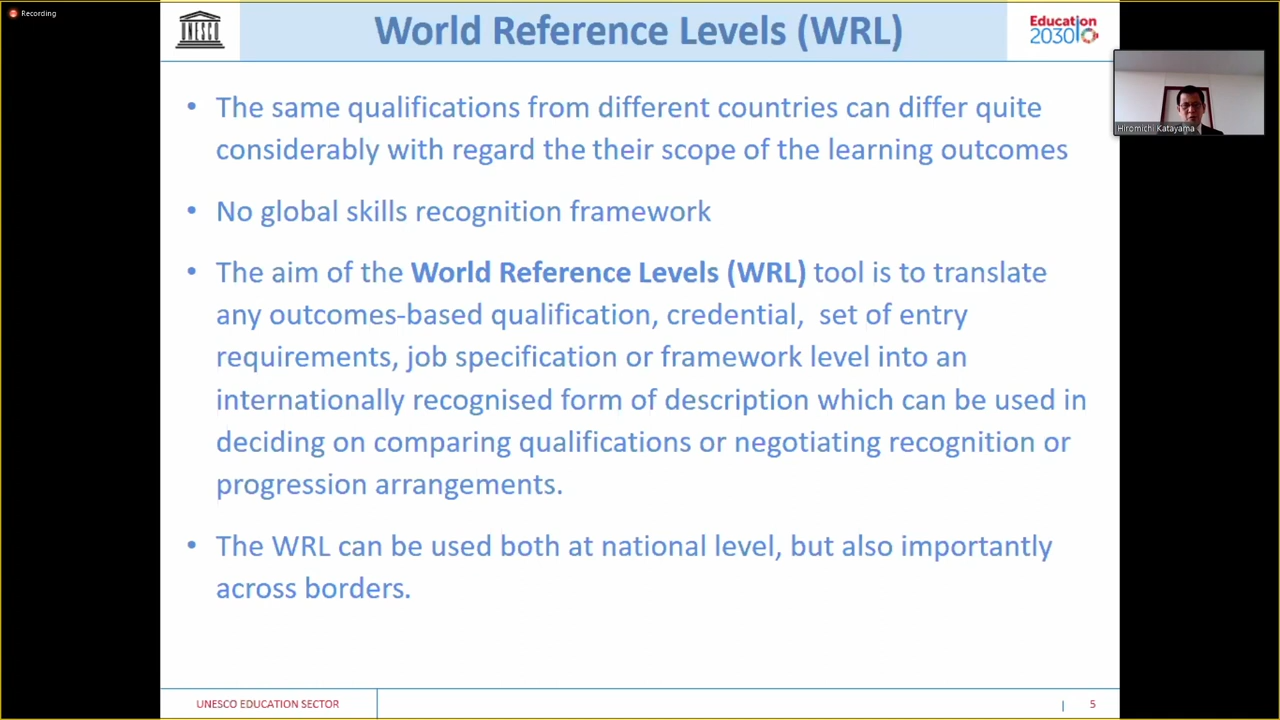 Recording
UNESCO
World Reference Levels (WRL)
Education
2030
Hiromichi Katayama
• The same qualifications from different countries can differ quite
considerably with regard the their scope of the learning outcomes
• No global skills recognition framework
• The aim of the World Reference Levels (WRL) tool is to translate
any outcomes-based qualification, credential, set of entry
requirements, job specification or framework level into an
internationally recognised form of description which can be used in
deciding on comparing qualifications or negotiating recognition or
progression arrangements.
• The WRL can be used both at national level, but also importantly
across borders.
UNESCO EDUCATION SECTOR
| 5